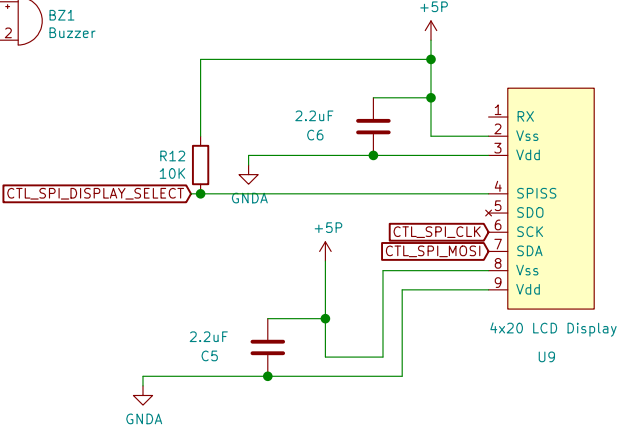 +5P
+
BZ1
2
Buzzer
2.2uF
C6
1 RX
2 Vss
3 Vdd
R12
10K
GNDA
CTL_SPI_DISPLAY_SELECT
4 SPISS
5 SDO
CTL_SPI_CLK
6 SCK
CTL_SPI_MOSI
7 SDA
+5P
8 Vss
9 Vdd
2.2uF
C5
4x20 LCD Display
U9
GNDA